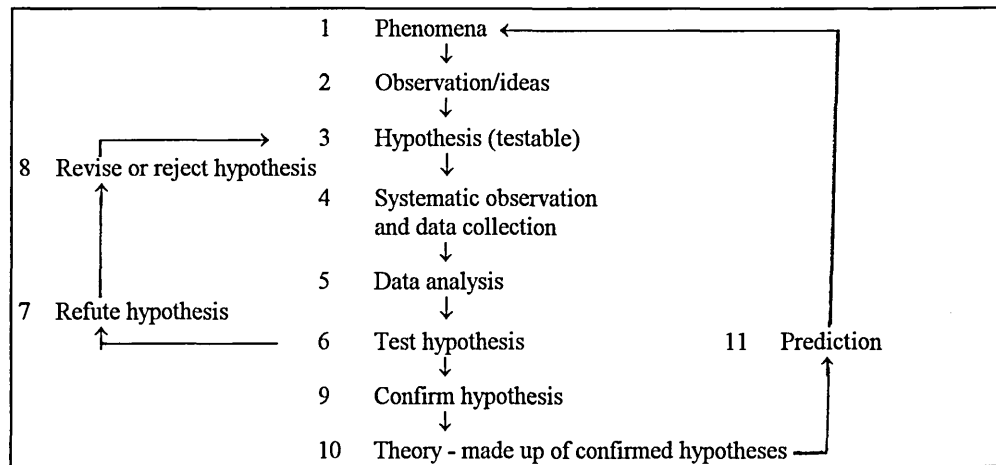 1 Phenomena
2 Observation/ideas
3 Hypothesis (testable)
8 Revise or reject hypothesis
4 Systematic observation
and data collection
5 Data analysis
7 Refute hypothesis
6 Test hypothesis
11 Prediction
9 Confirm hypothesis
10 Theory - made up of confirmed hypotheses